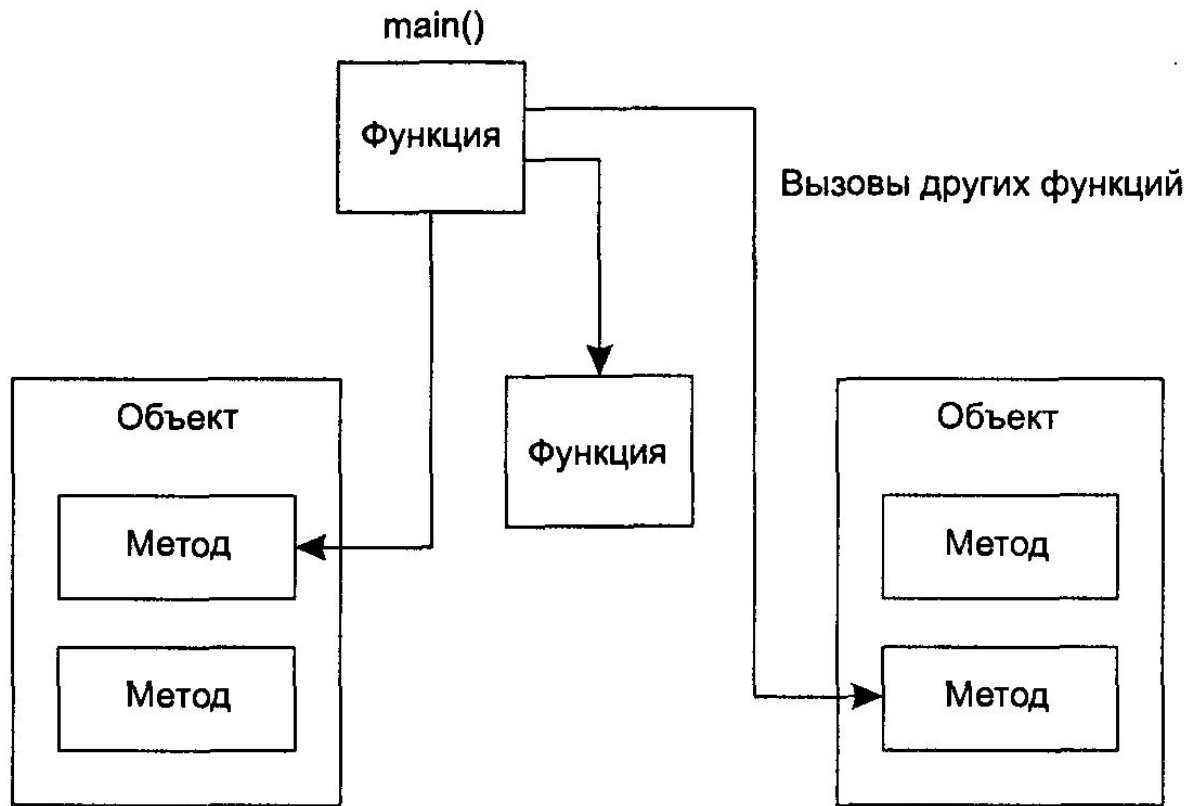 main()
Функция
Вызовы других функций
Функция
Объект
Метод
Метод
Объект
Метод
Метод